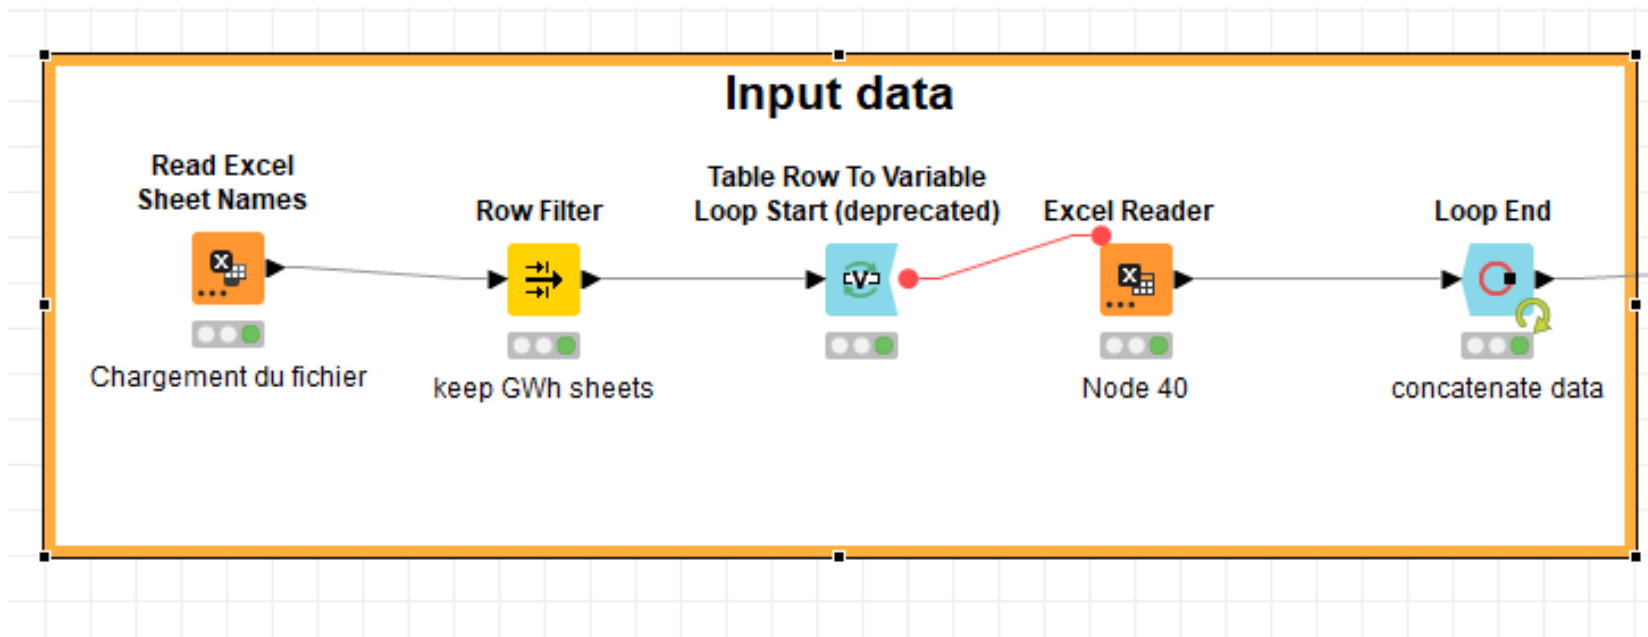 Input data
Read Excel
Sheet Names
Row Filter
Table Row To Variable
Loop Start (deprecated)
Excel Reader
Loop End
Chargement du fichier
keep GWh sheets
Node 40
concatenate data